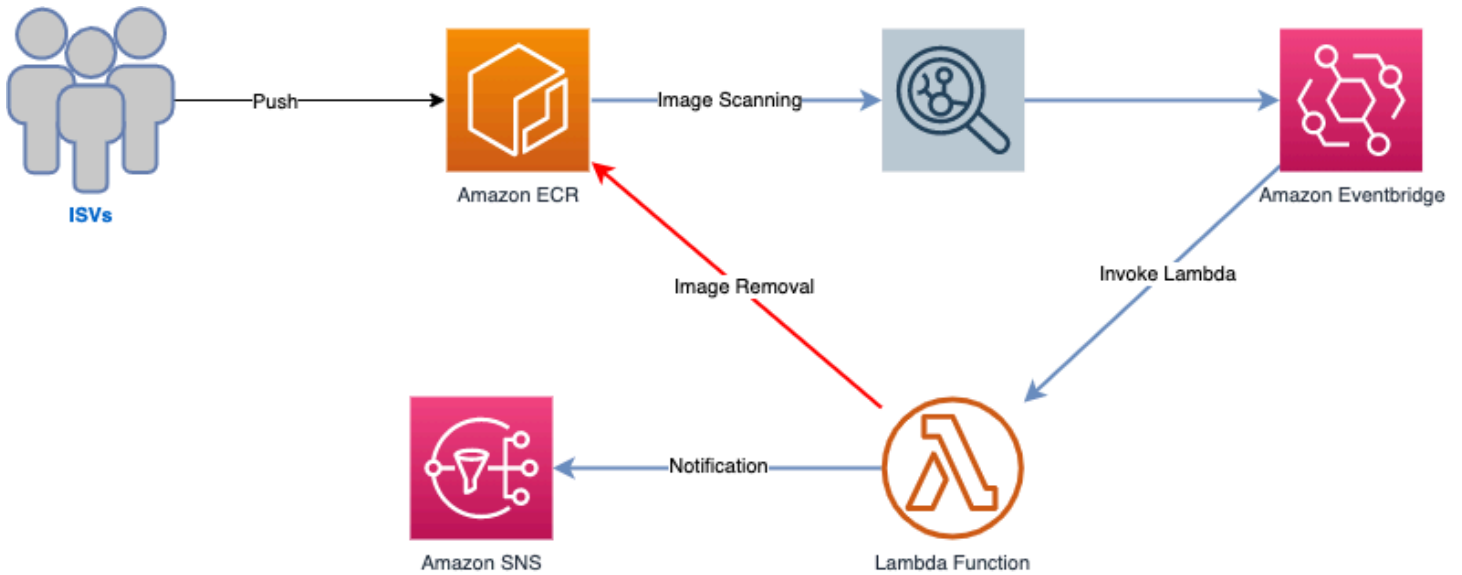 Push
Image Scanning
Amazon ECR
Amazon Eventbridge
ISVs
Invoke Lambda
Image Removal
Notification
Amazon SNS
Lambda Function